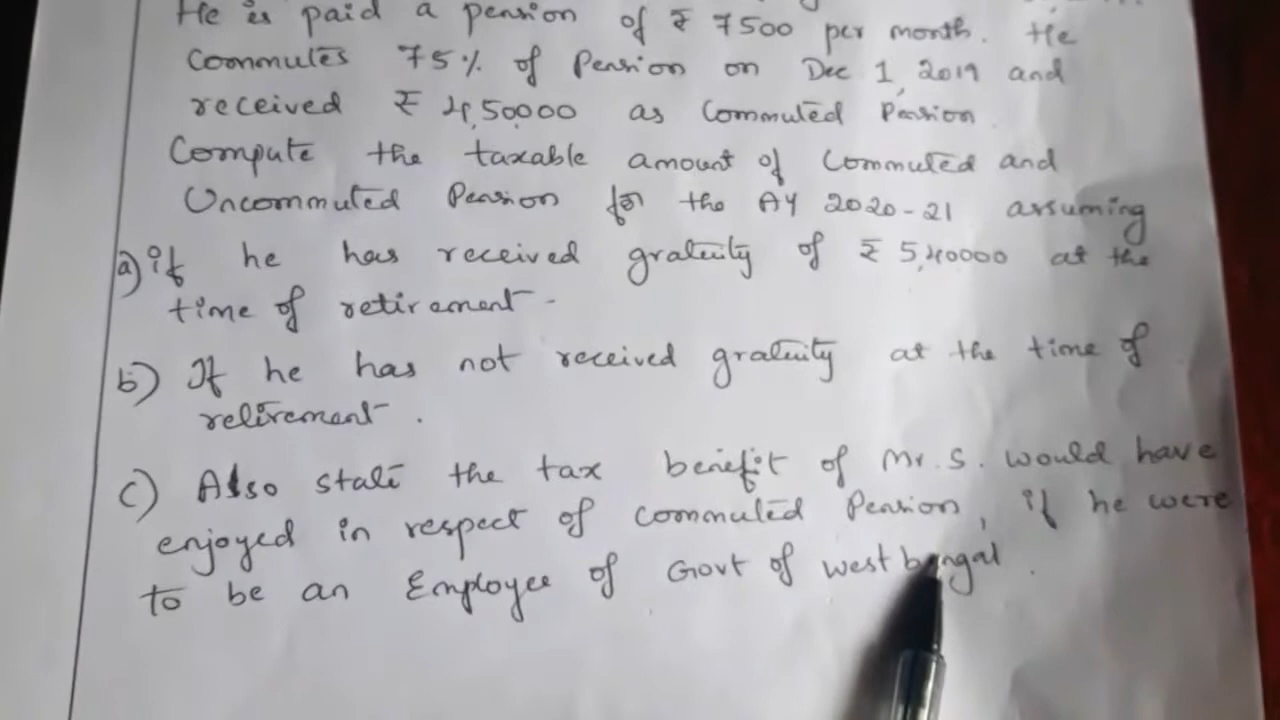 He is paid a pension of ₹ 7500 per month. He
Commutes 75% of Pension on Dec 1, 2019 and
received ₹ 4,50000 as Commuted Pension
Compute the taxable amount of Commuted and
Uncommuted Pension for the AY 2020-21 assuming
a) if he has received gratuity of ₹ 5,40000 at the
time of retirement.
b) If he has not received gratuity at the time of
retirement.
c) Also state the tax benefit of Mr. S. would have
enjoyed in respect of commuted Pension, if he were
to be an Employee of Govt of west bengal.